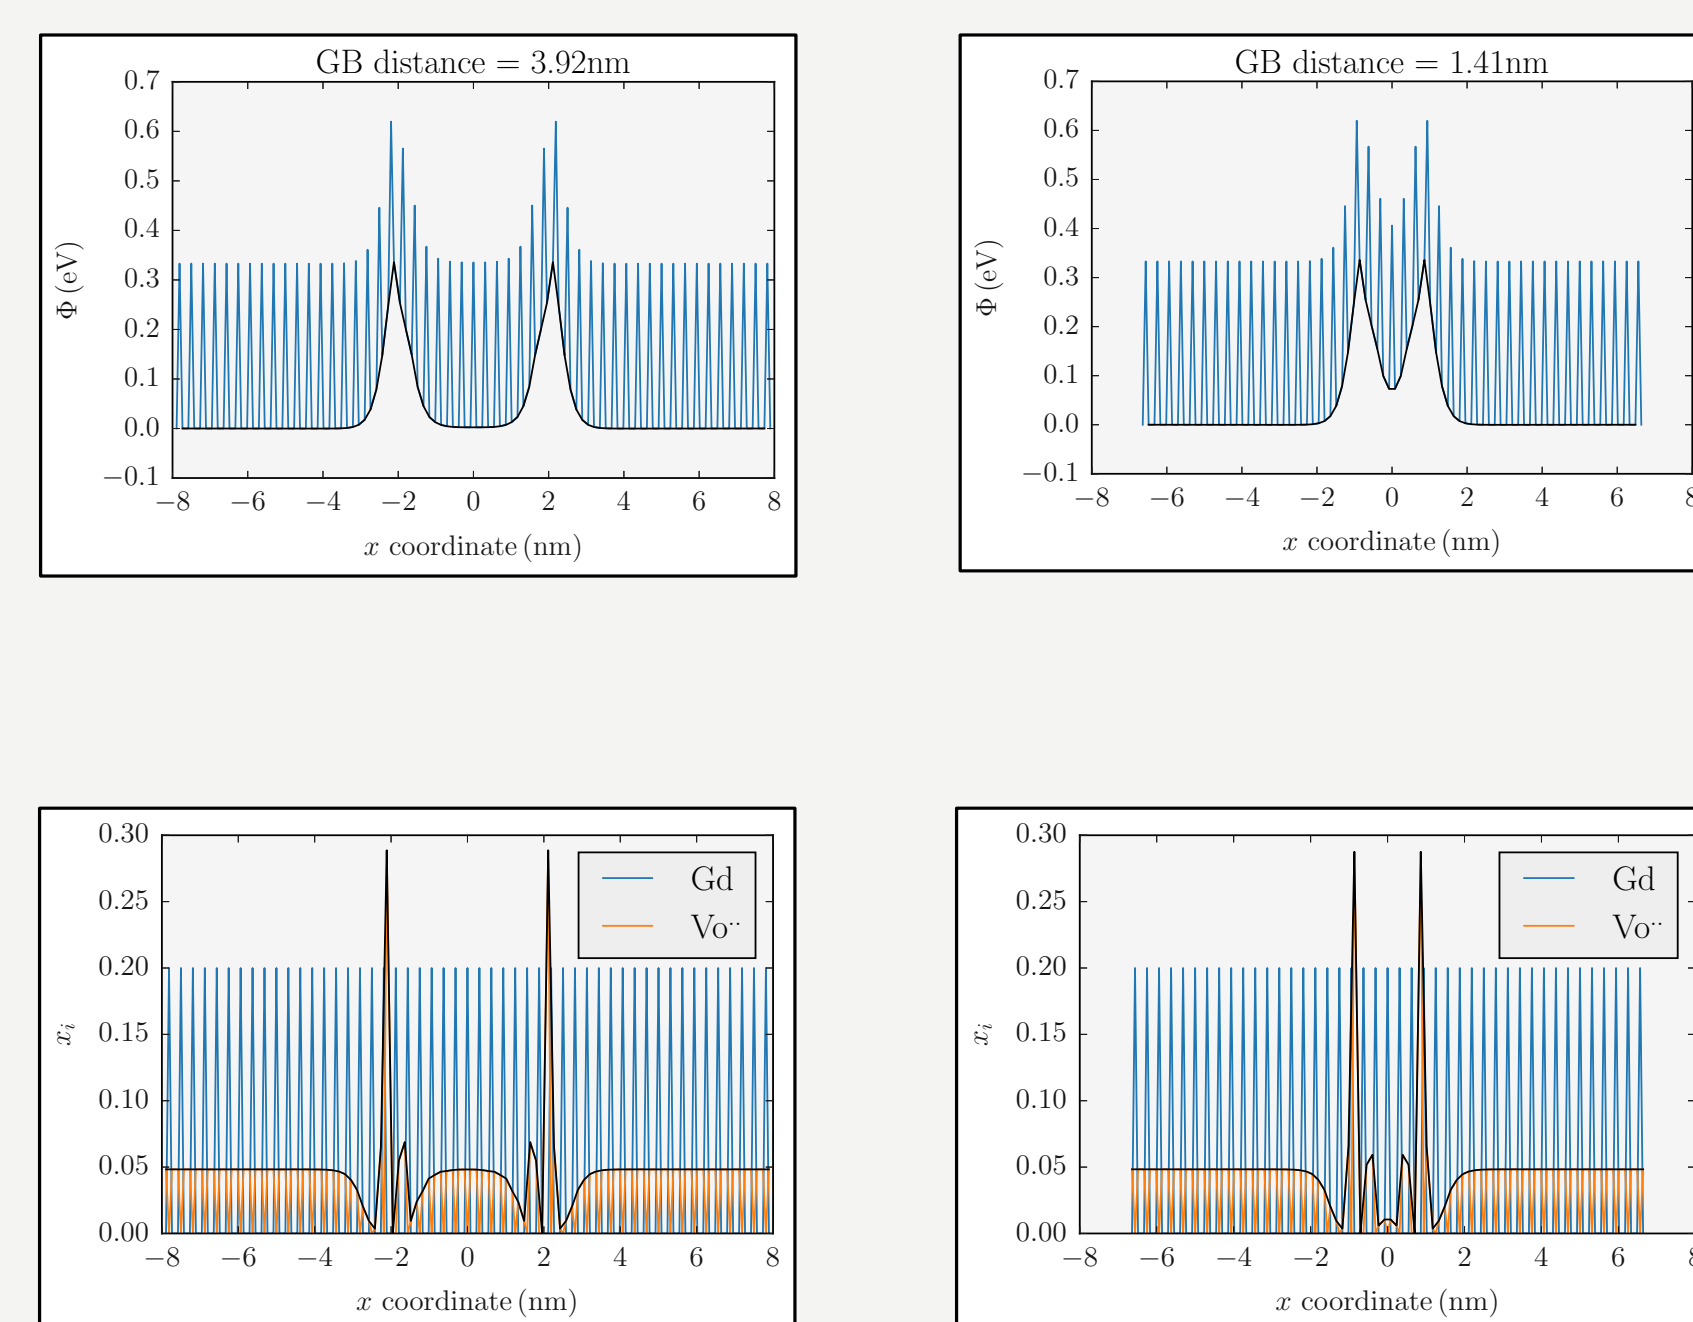 GB distance = 3.92nm
0.7
0.6
0.5
0.4
0.3
0.2
0.1
0.0
−0.1
Φ (eV)
−8 −6 −4 −2 0 2 4 6 8
x coordinate (nm)
GB distance = 1.41nm
0.7
0.6
0.5
0.4
0.3
0.2
0.1
0.0
−0.1
Φ (eV)
−8 −6 −4 −2 0 2 4 6 8
x coordinate (nm)
0.30
0.25
0.20
0.15
0.10
0.05
0.00
x_i
Gd
Vo··
−8 −6 −4 −2 0 2 4 6 8
x coordinate (nm)
0.30
0.25
0.20
0.15
0.10
0.05
0.00
x_i
Gd
Vo··
−8 −6 −4 −2 0 2 4 6 8
x coordinate (nm)